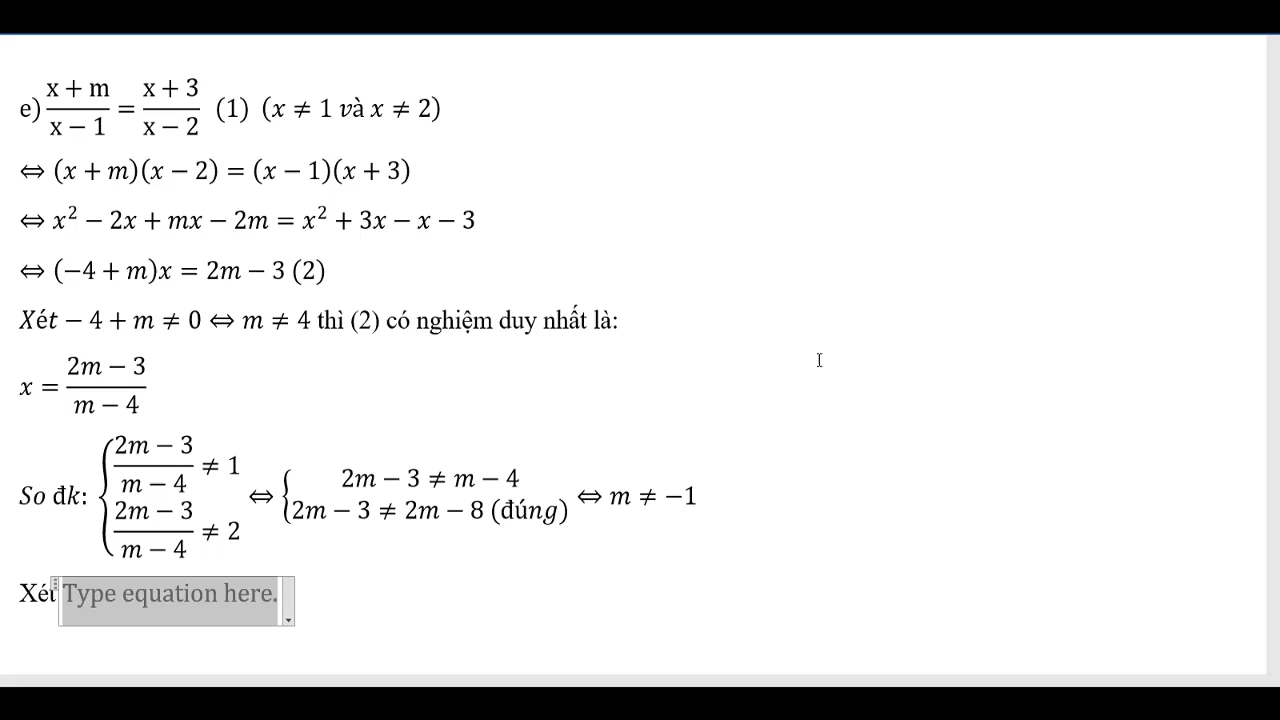 e) (x + m)/(x − 1) = (x + 3)/(x − 2) (1) (x ≠ 1 và x ≠ 2)
⇔ (x + m)(x − 2) = (x − 1)(x + 3)
⇔ x² − 2x + mx − 2m = x² + 3x − x − 3
⇔ (−4 + m)x = 2m − 3 (2)
Xét − 4 + m ≠ 0 ⇔ m ≠ 4 thì (2) có nghiệm duy nhất là:
x = (2m − 3)/(m − 4)
So đk: { (2m − 3)/(m − 4) ≠ 1 ; (2m − 3)/(m − 4) ≠ 2 ⇔ { 2m − 3 ≠ m − 4 ; 2m − 3 ≠ 2m − 8 (đúng) ⇔ m ≠ −1
Xét Type equation here.